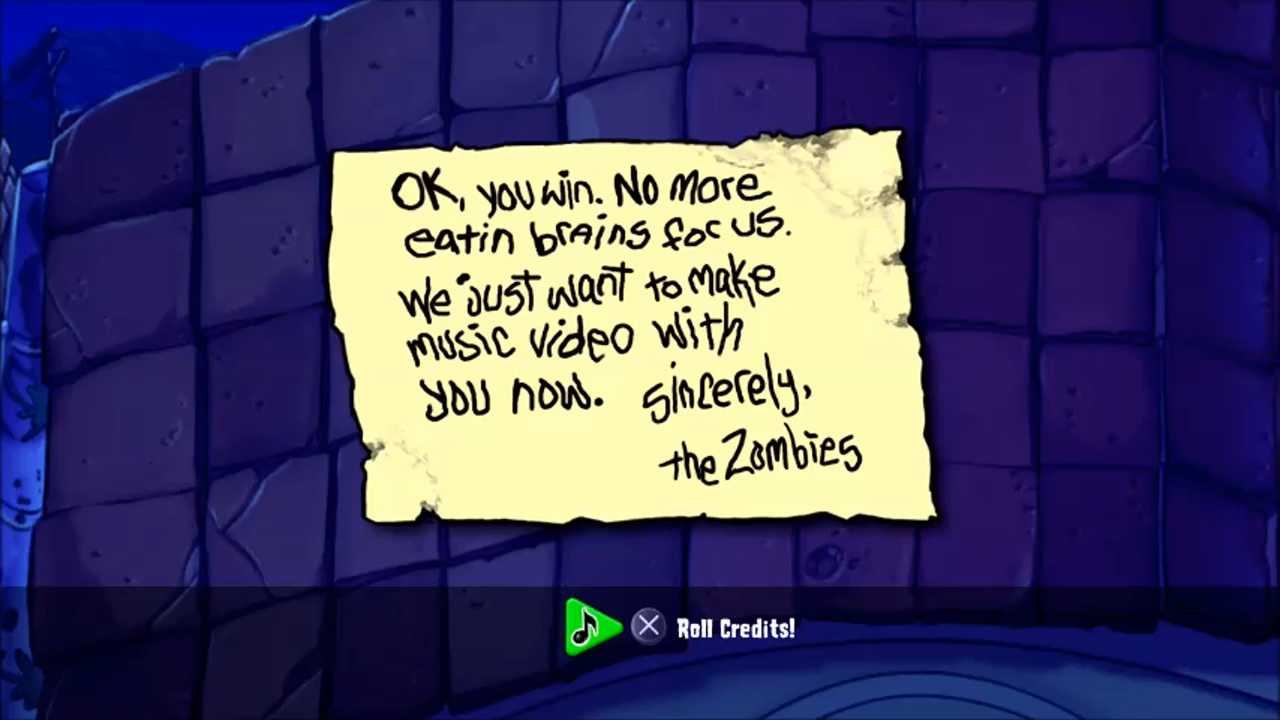 OK, you win. No more
eatin brains for us.
We just want to make
music video with
you now. sincerely,
the Zombies
Roll Credits!